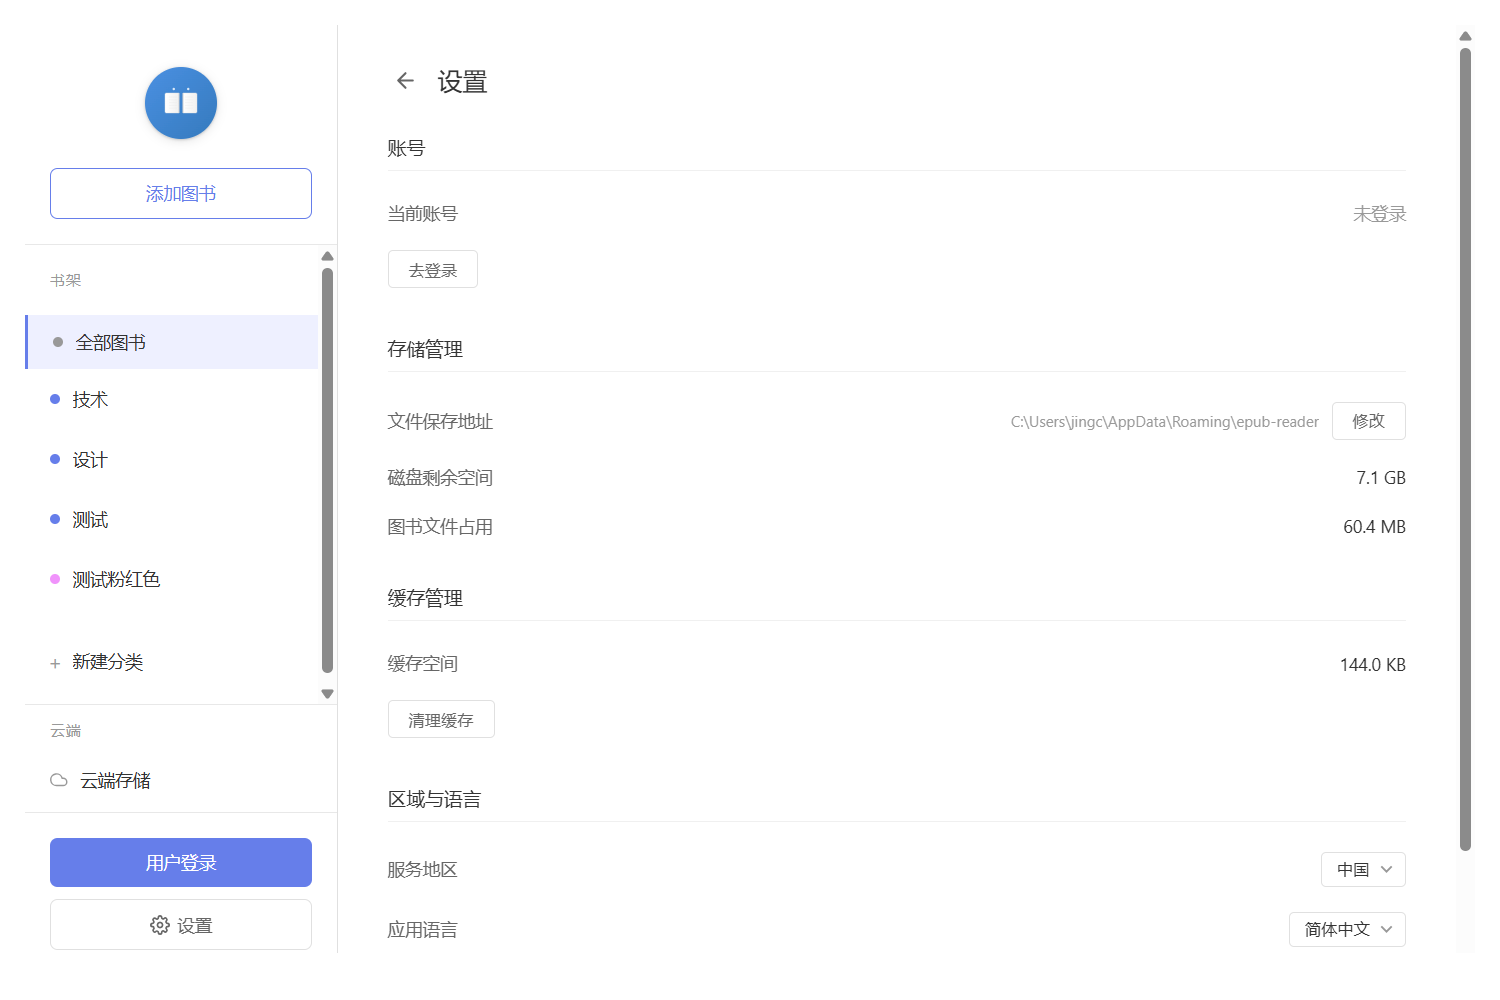 添加图书
书架
全部图书
技术
设计
测试
测试粉红色
+ 新建分类
云端
云端存储
用户登录
设置
设置
账号
当前账号 未登录
去登录
存储管理
文件保存地址 C:\Users\jingc\AppData\Roaming\epub-reader 修改
磁盘剩余空间 7.1 GB
图书文件占用 60.4 MB
缓存管理
缓存空间 144.0 KB
清理缓存
区域与语言
服务地区 中国
应用语言 简体中文